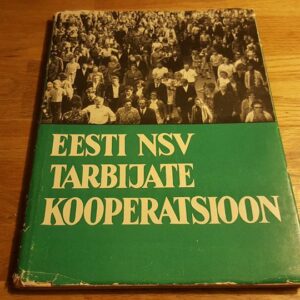 EESTI NSV
TARBIJATE
KOOPERATSIOON